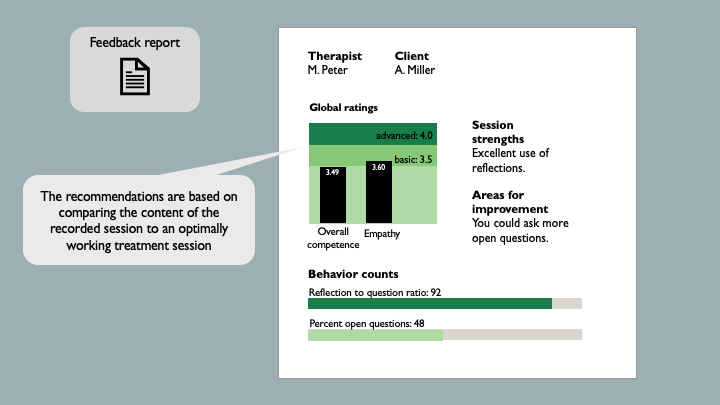 Feedback report
The recommendations are based on
comparing the content of the
recorded session to an optimally
working treatment session
Therapist
M. Peter
Client
A. Miller
Global ratings
advanced: 4.0
basic: 3.5
3.49
3.60
Overall
competence
Empathy
Session
strengths
Excellent use of
reflections.
Areas for
improvement
You could ask more
open questions.
Behavior counts
Reflection to question ratio: 92
Percent open questions: 48